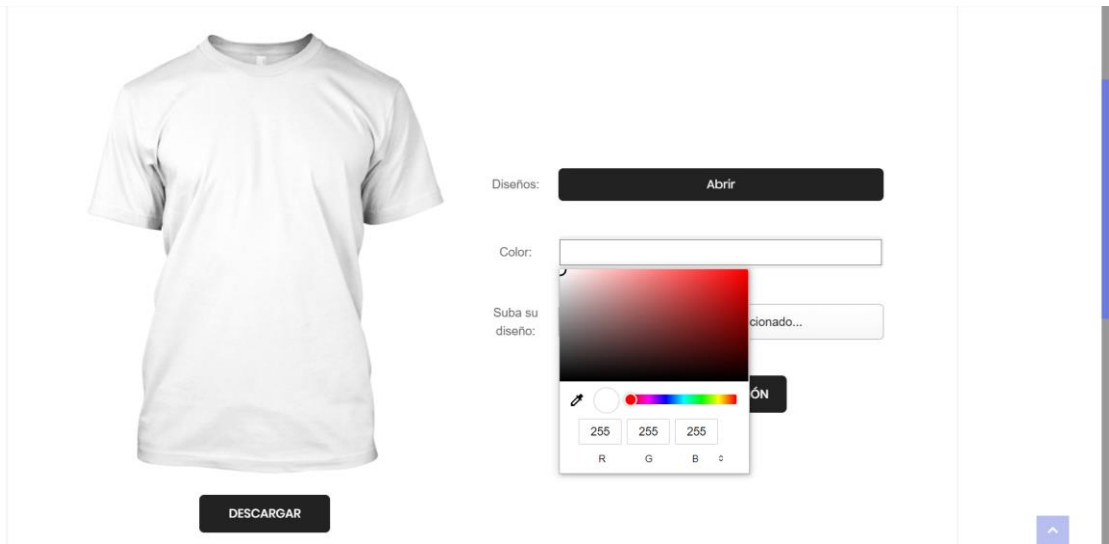 Diseños:
Abrir
Color:
Suba su
diseño:
cionado...
ÓN
255 255 255
R G B
DESCARGAR